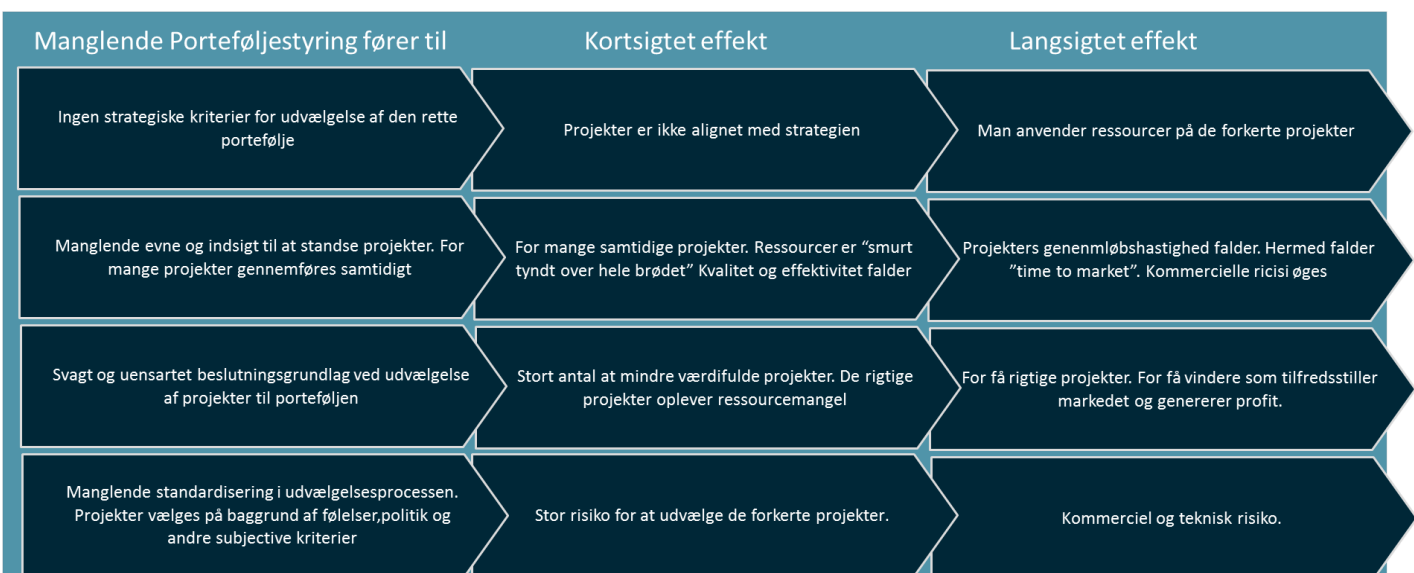 Manglende Porteføljestyring fører til
Kortsigtet effekt
Langsigtet effekt
Ingen strategiske kriterier for udvælgelse af den rette
portefølje
Projekter er ikke alignet med strategien
Man anvender ressourcer på de forkerte projekter
Manglende evne og indsigt til at standse projekter. For
mange projekter gennemføres samtidigt
For mange samtidige projekter. Ressourcer er “smurt
tyndt over hele brødet” Kvalitet og effektivitet falder
Projekters genenmløbshastighed falder. Hermed falder
”time to market”. Kommercielle ricisi øges
Svagt og uensartet beslutningsgrundlag ved udvælgelse
af projekter til porteføljen
Stort antal at mindre værdifulde projekter. De rigtige
projekter oplever ressourcemangel
For få rigtige projekter. For få vindere som tilfredsstiller
markedet og genererer profit.
Manglende standardisering i udvælgelsesprocessen.
Projekter vælges på baggrund af følelser,politik og
andre subjective kriterier
Stor risiko for at udvælge de forkerte projekter.
Kommerciel og teknisk risiko.